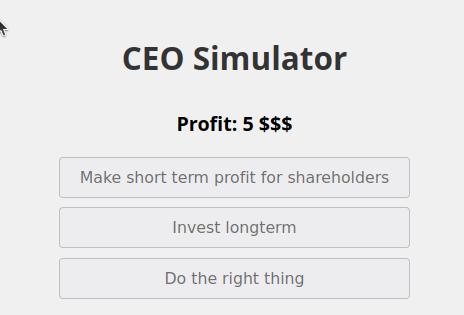 CEO Simulator
Profit: 5 $$$
Make short term profit for shareholders
Invest longterm
Do the right thing